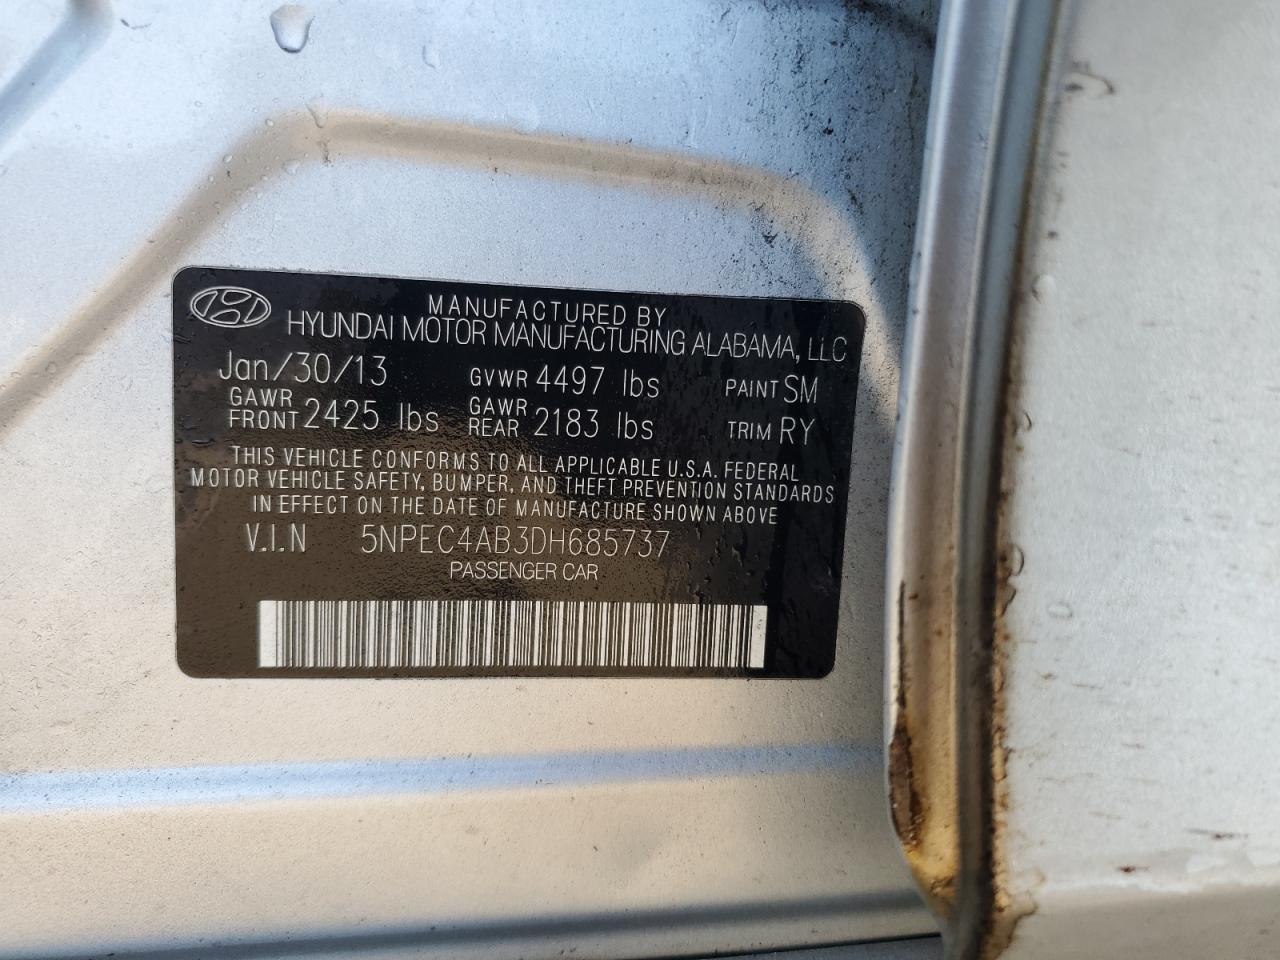 MANUFACTURED BY
HYUNDAI MOTOR MANUFACTURING ALABAMA, LLC
Jan/30/13 GVWR 4497 lbs PAINT SM
GAWR FRONT 2425 lbs GAWR REAR 2183 lbs TRIM RY
THIS VEHICLE CONFORMS TO ALL APPLICABLE U.S.A. FEDERAL
MOTOR VEHICLE SAFETY, BUMPER, AND THEFT PREVENTION STANDARDS
IN EFFECT ON THE DATE OF MANUFACTURE SHOWN ABOVE
V.I.N 5NPEC4AB3DH685737
PASSENGER CAR